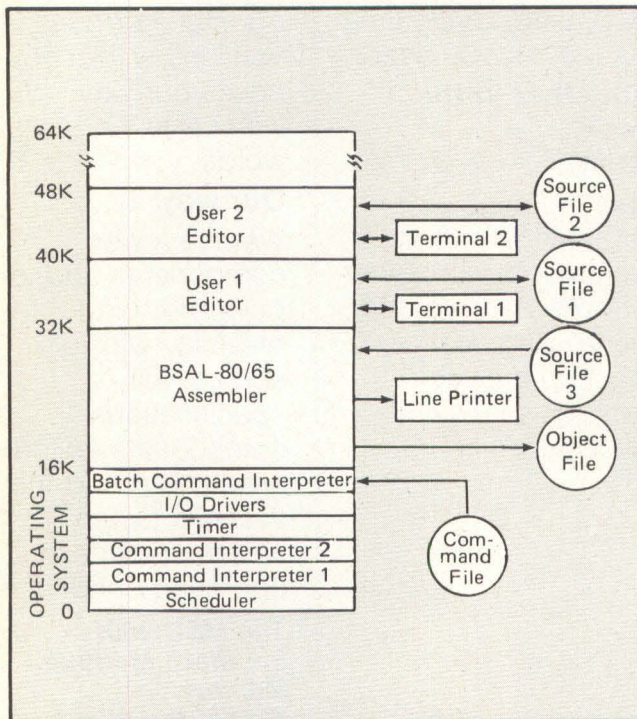 64K
48K
User 2
Editor
Source
File
2
Terminal 2
40K
User 1
Editor
Source
File
1
Terminal 1
32K
BSAL-80/65
Assembler
Source
File
3
Line Printer
Object
File
16K
Batch Command Interpreter
I/O Drivers
Timer
Command Interpreter 2
Command Interpreter 1
Scheduler
0
OPERATING
SYSTEM
Com-
mand
File